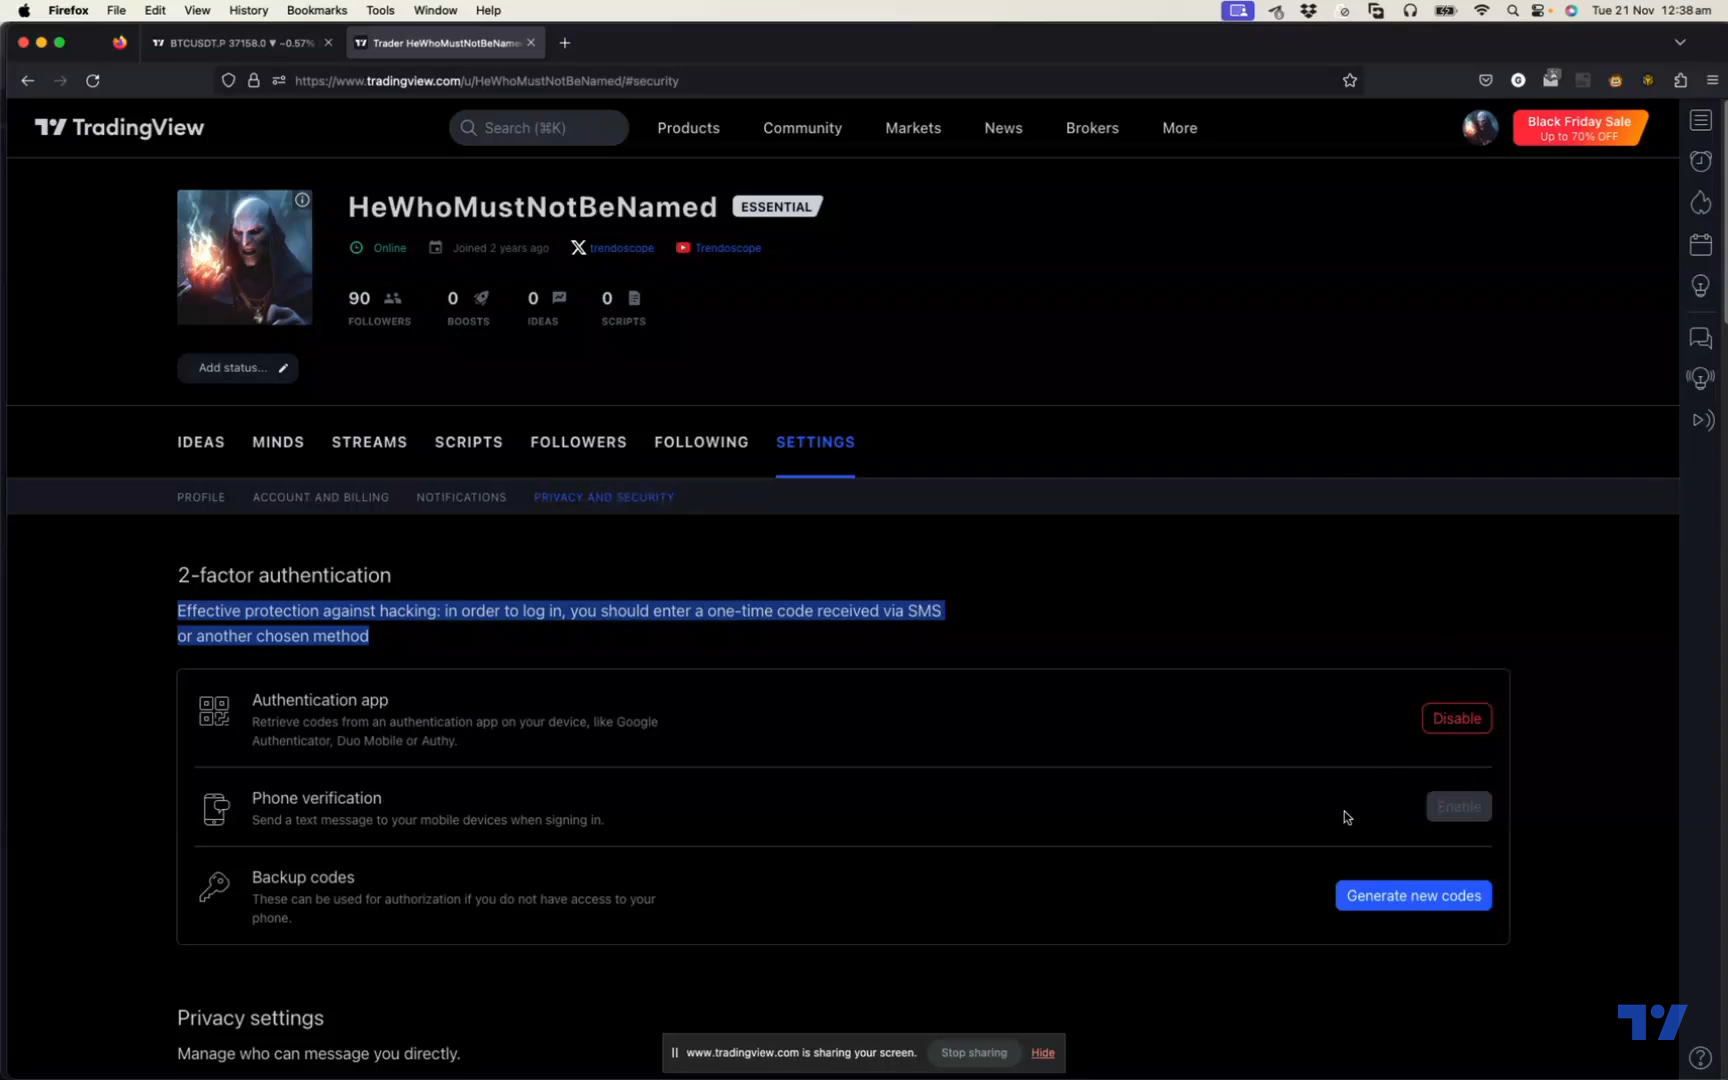 Firefox File Edit View History Bookmarks Tools Window Help Tue 21 Nov 12:38 am
BTCUSDT.P 37158.0 ▼ −0.57% Trader HeWhoMustNotBeName
https://www.tradingview.com/u/HeWhoMustNotBeNamed/#security
TradingView Search (⌘K) Products Community Markets News Brokers More
Black Friday Sale
Up to 70% OFF
HeWhoMustNotBeNamed ESSENTIAL
Online Joined 2 years ago trendoscope Trendoscope
90 0 0 0
FOLLOWERS BOOSTS IDEAS SCRIPTS
Add status...
IDEAS MINDS STREAMS SCRIPTS FOLLOWERS FOLLOWING SETTINGS
PROFILE ACCOUNT AND BILLING NOTIFICATIONS PRIVACY AND SECURITY
2-factor authentication
Effective protection against hacking: in order to log in, you should enter a one-time code received via SMS
or another chosen method
Authentication app
Retrieve codes from an authentication app on your device, like Google
Authenticator, Duo Mobile or Authy.
Disable
Phone verification
Send a text message to your mobile devices when signing in.
Enable
Backup codes
These can be used for authorization if you do not have access to your
phone.
Generate new codes
Privacy settings
Manage who can message you directly.
www.tradingview.com is sharing your screen. Stop sharing Hide